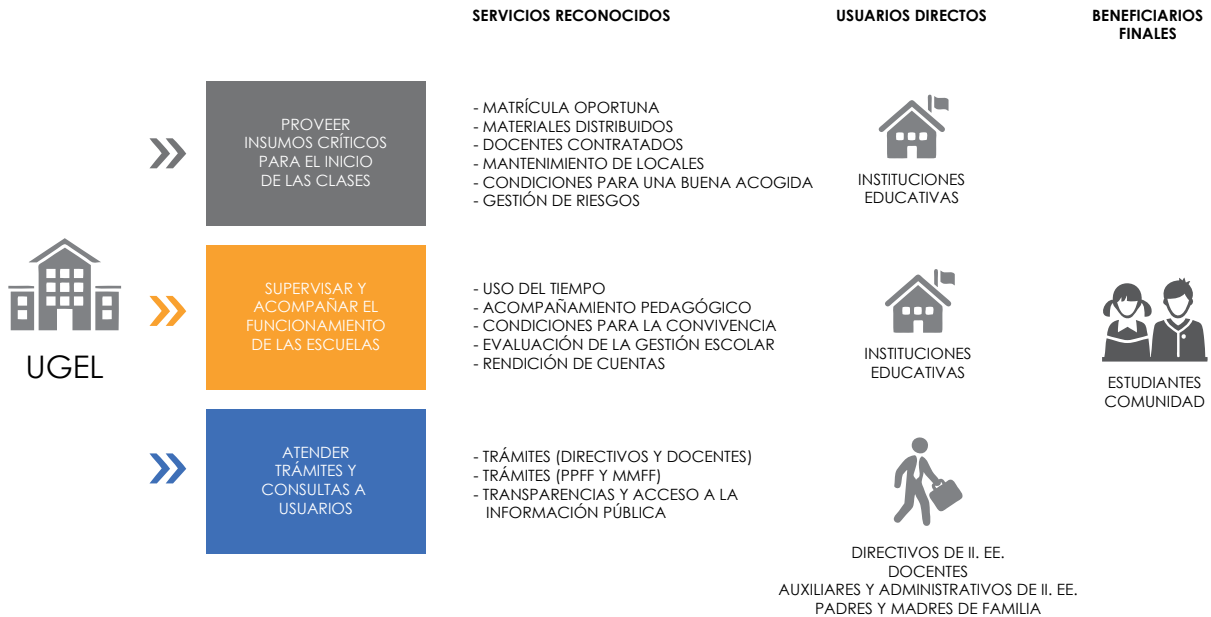 SERVICIOS RECONOCIDOS
USUARIOS DIRECTOS
BENEFICIARIOS
FINALES
UGEL
PROVEER
INSUMOS CRÍTICOS
PARA EL INICIO
DE LAS CLASES
- MATRÍCULA OPORTUNA
- MATERIALES DISTRIBUIDOS
- DOCENTES CONTRATADOS
- MANTENIMIENTO DE LOCALES
- CONDICIONES PARA UNA BUENA ACOGIDA
- GESTIÓN DE RIESGOS
INSTITUCIONES
EDUCATIVAS
SUPERVISAR Y
ACOMPAÑAR EL
FUNCIONAMIENTO
DE LAS ESCUELAS
- USO DEL TIEMPO
- ACOMPAÑAMIENTO PEDAGÓGICO
- CONDICIONES PARA LA CONVIVENCIA
- EVALUACIÓN DE LA GESTIÓN ESCOLAR
- RENDICIÓN DE CUENTAS
INSTITUCIONES
EDUCATIVAS
ESTUDIANTES
COMUNIDAD
ATENDER
TRÁMITES Y
CONSULTAS A
USUARIOS
- TRÁMITES (DIRECTIVOS Y DOCENTES)
- TRÁMITES (PPFF Y MMFF)
- TRANSPARENCIAS Y ACCESO A LA
INFORMACIÓN PÚBLICA
DIRECTIVOS DE II. EE.
DOCENTES
AUXILIARES Y ADMINISTRATIVOS DE II. EE.
PADRES Y MADRES DE FAMILIA